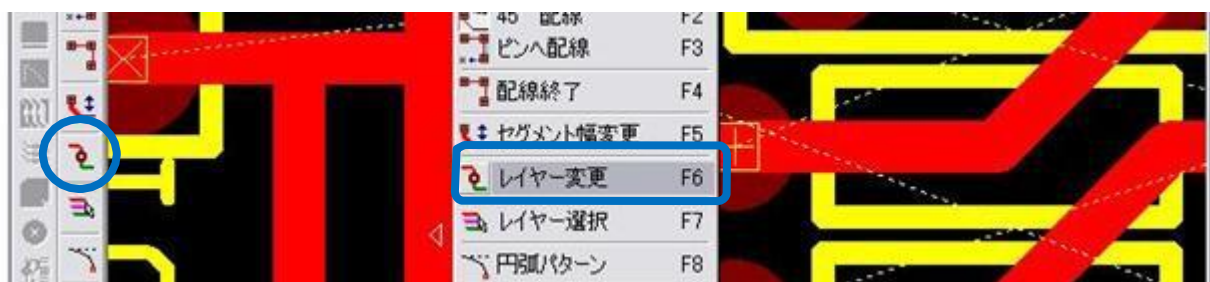 45° 配線 F2
ピンへ配線 F3
配線終了 F4
セグメント幅変更 F5
レイヤー変更 F6
レイヤー選択 F7
円弧パターン F8